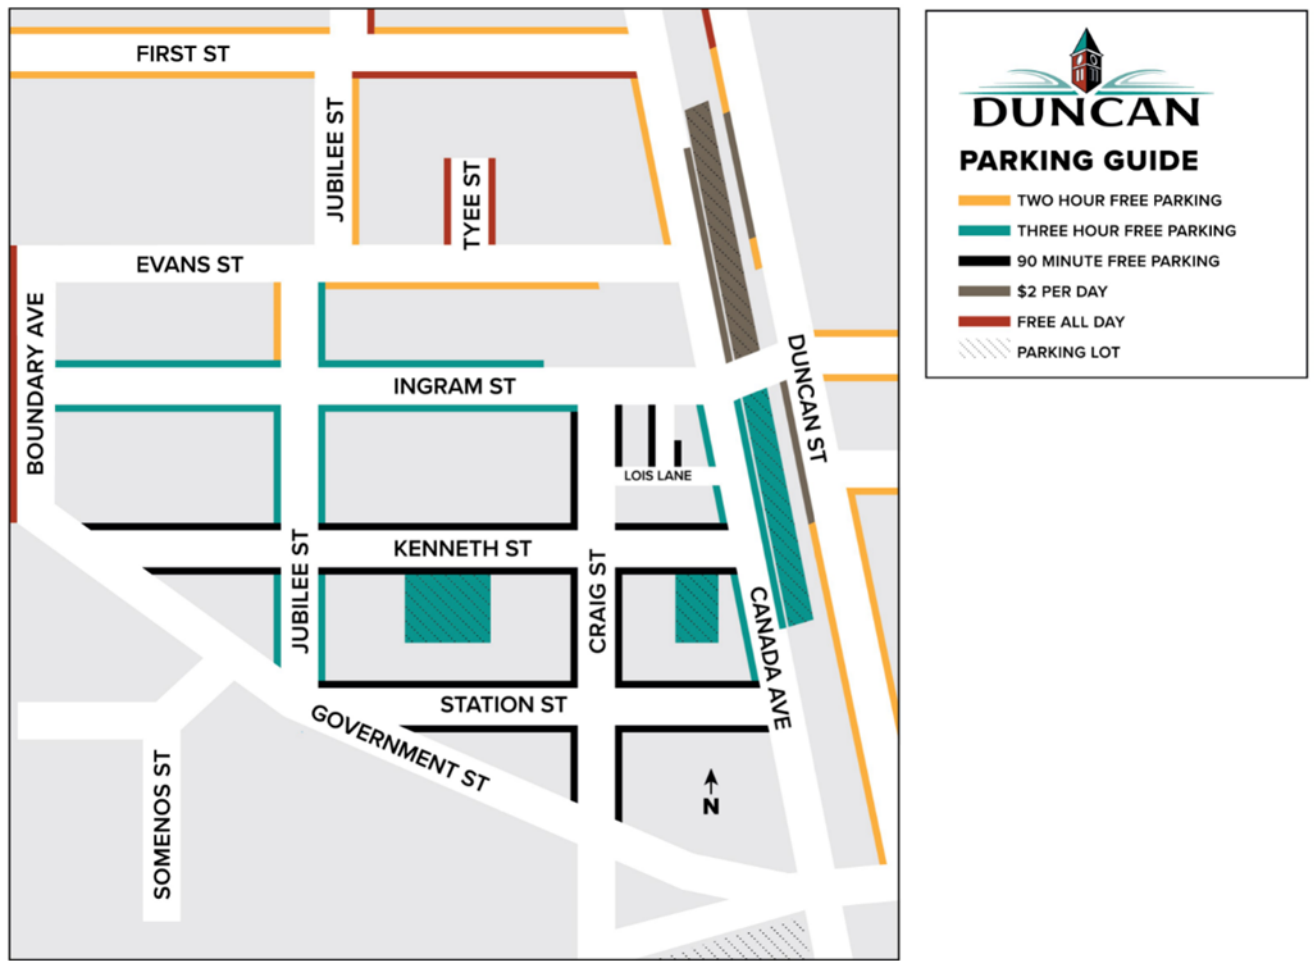 FIRST ST
JUBILEE ST
TYEE ST
EVANS ST
BOUNDARY AVE
INGRAM ST
DUNCAN ST
LOIS LANE
KENNETH ST
JUBILEE ST
CRAIG ST
CANADA AVE
STATION ST
GOVERNMENT ST
SOMENOS ST
N
DUNCAN
PARKING GUIDE
TWO HOUR FREE PARKING
THREE HOUR FREE PARKING
90 MINUTE FREE PARKING
$2 PER DAY
FREE ALL DAY
PARKING LOT